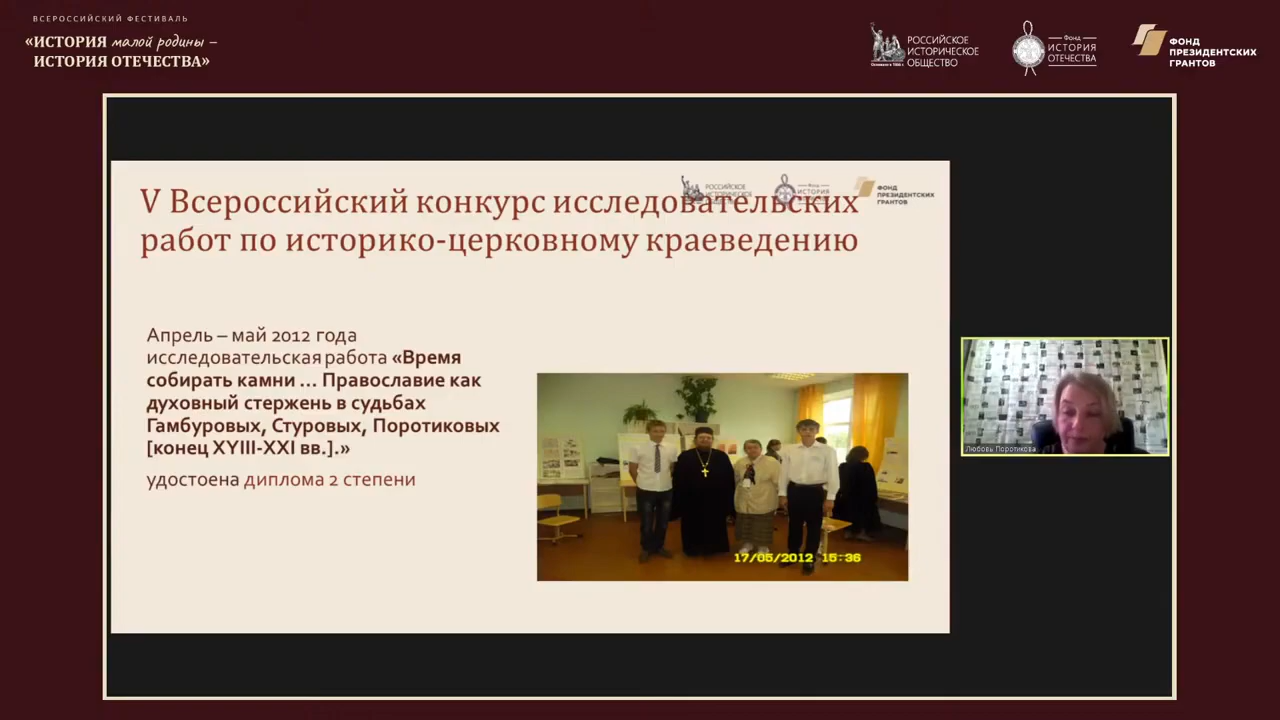 ВСЕРОССИЙСКИЙ ФЕСТИВАЛЬ
«ИСТОРИЯ малой родины –
ИСТОРИЯ ОТЕЧЕСТВА»
РОССИЙСКОЕ
ИСТОРИЧЕСКОЕ
ОБЩЕСТВО
Фонд
ИСТОРИЯ
ОТЕЧЕСТВА
ФОНД
ПРЕЗИДЕНТСКИХ
ГРАНТОВ
РОССИЙСКОЕ
ИСТОРИЧЕСКОЕ
ИСТОРИЯ
ФОНД
ПРЕЗИДЕНТСКИХ
ГРАНТОВ
V Всероссийский конкурс исследовательских
работ по историко-церковному краеведению
Апрель – май 2012 года
исследовательская работа «Время
собирать камни ... Православие как
духовный стержень в судьбах
Гамбуровых, Стуровых, Поротиковых
[конец XYIII-XXI вв.].»
удостоена диплома 2 степени
17/05/2012 15:36
Любовь Поротикова